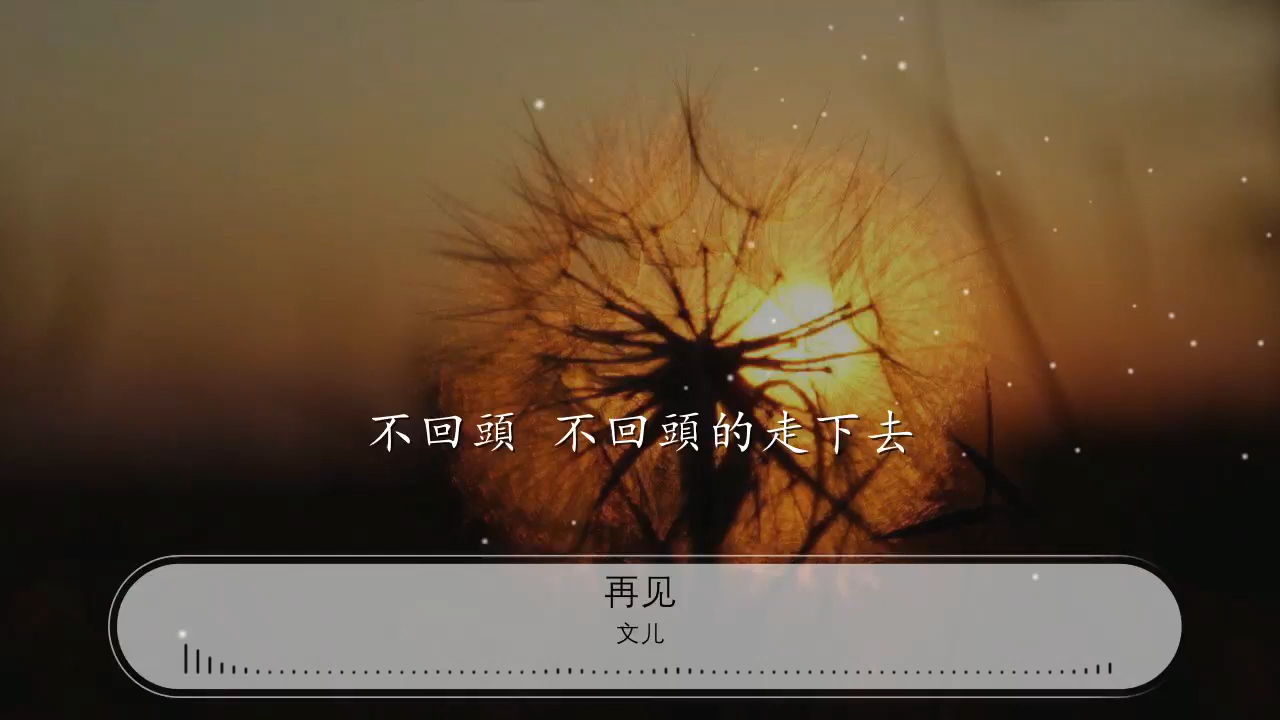 不回頭 不回頭的走下去
再见
文儿